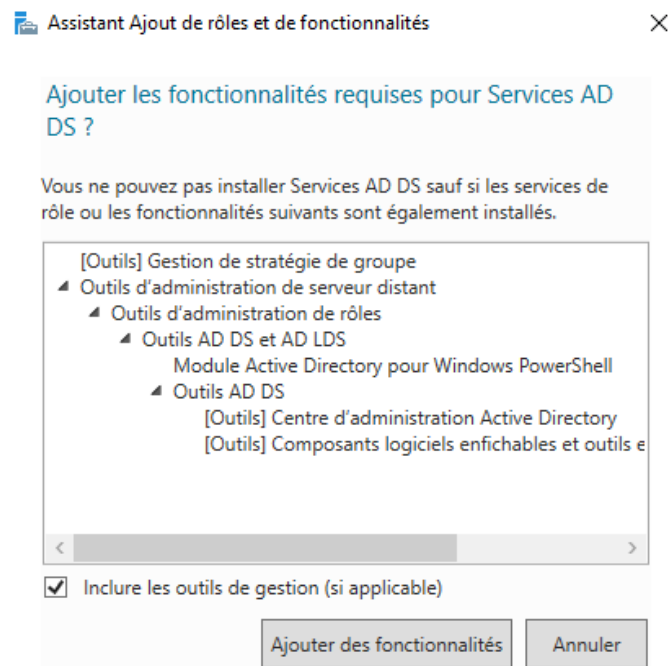 Assistant Ajout de rôles et de fonctionnalités
Ajouter les fonctionnalités requises pour Services AD
DS ?
Vous ne pouvez pas installer Services AD DS sauf si les services de
rôle ou les fonctionnalités suivants sont également installés.
[Outils] Gestion de stratégie de groupe
Outils d'administration de serveur distant
Outils d'administration de rôles
Outils AD DS et AD LDS
Module Active Directory pour Windows PowerShell
Outils AD DS
[Outils] Centre d'administration Active Directory
[Outils] Composants logiciels enfichables et outils
Inclure les outils de gestion (si applicable)
Ajouter des fonctionnalités
Annuler